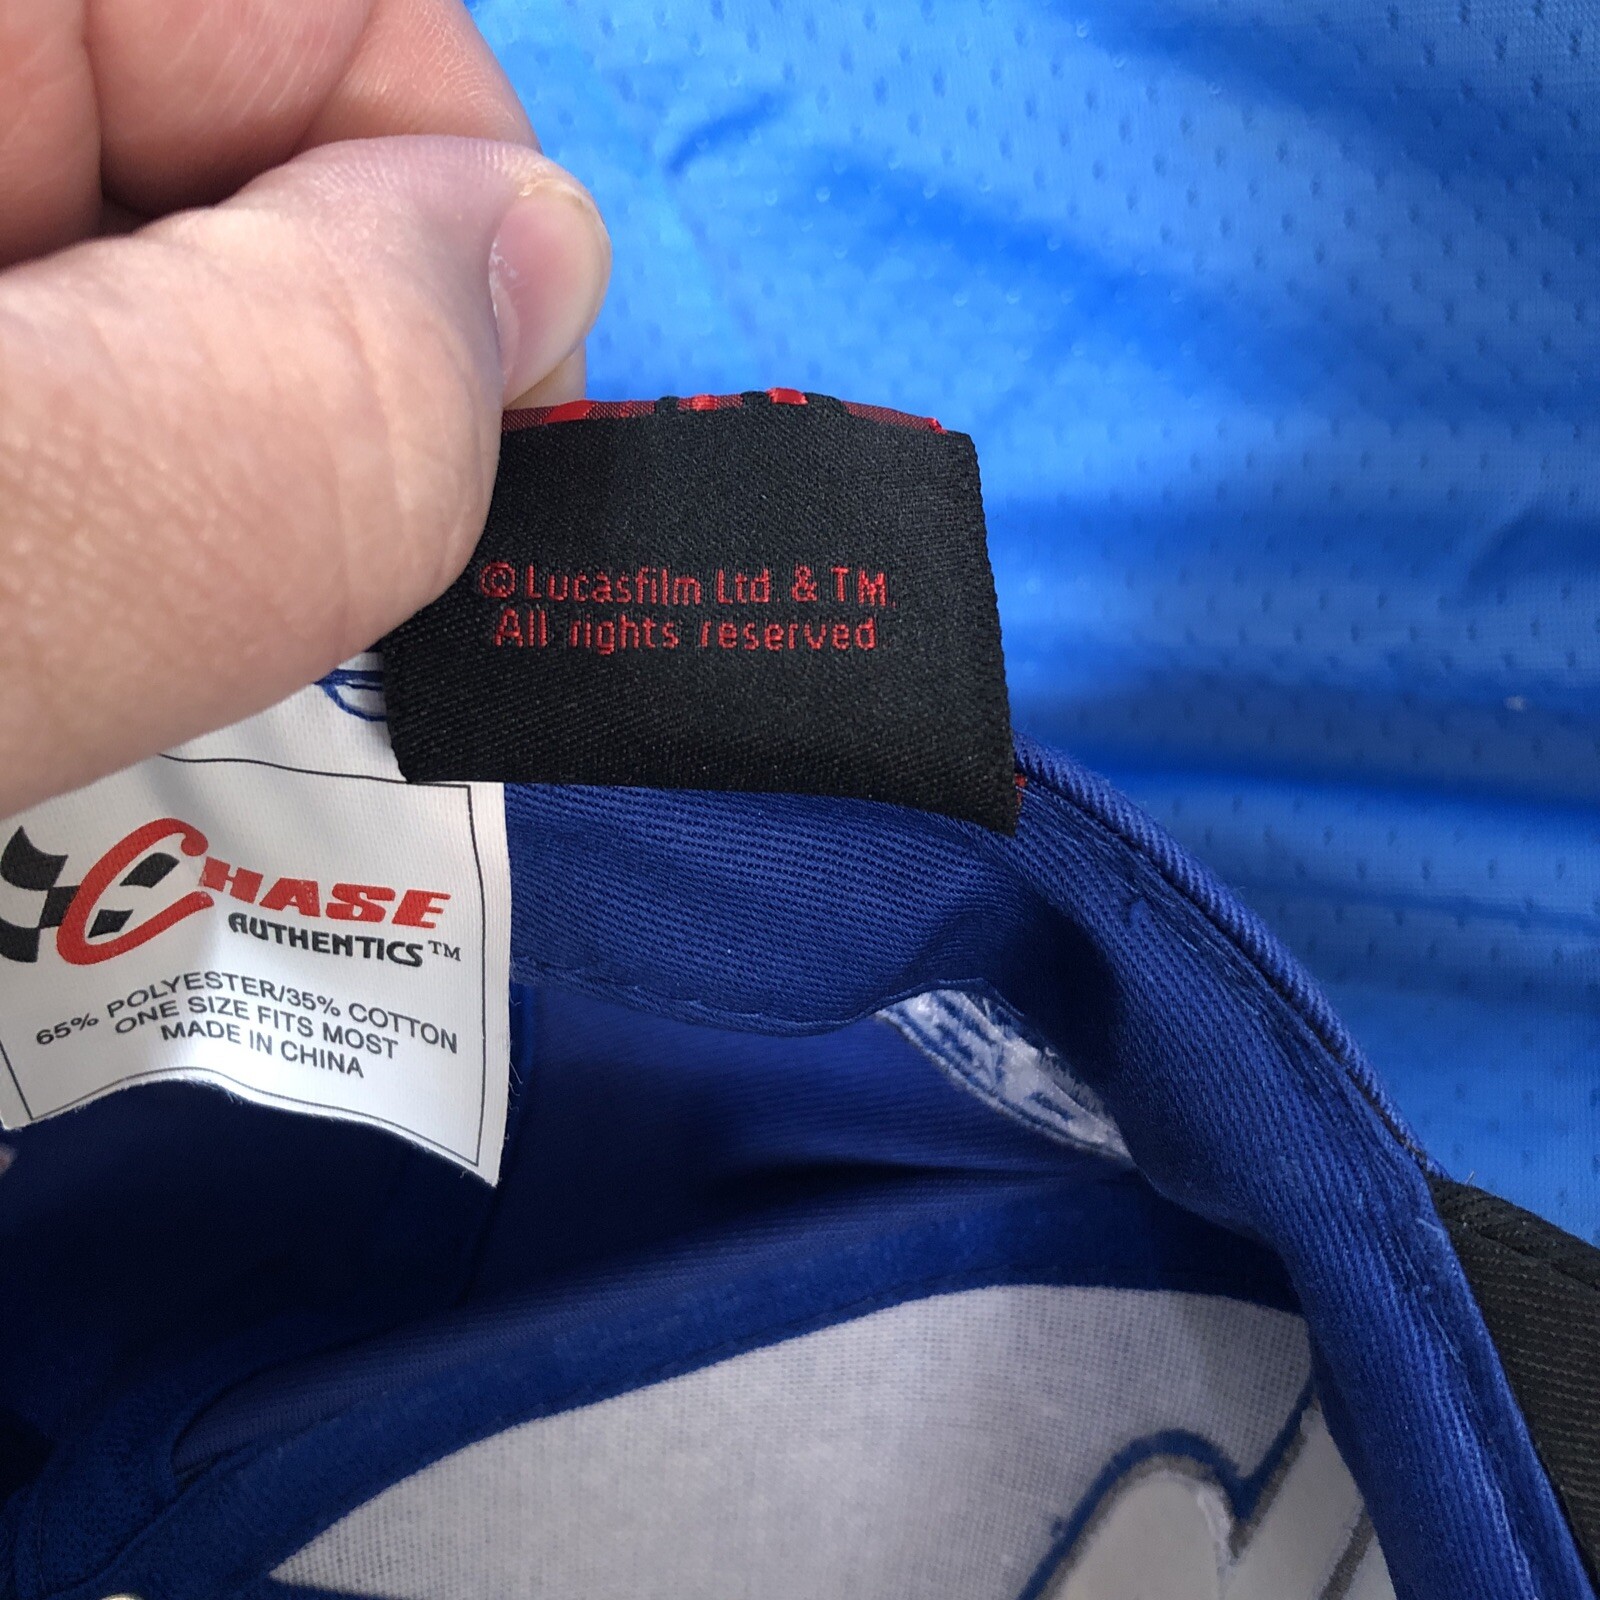 ©Lucasfilm Ltd & TM.
All rights reserved
CHASE
AUTHENTICS™
65% POLYESTER/35% COTTON
ONE SIZE FITS MOST
MADE IN CHINA